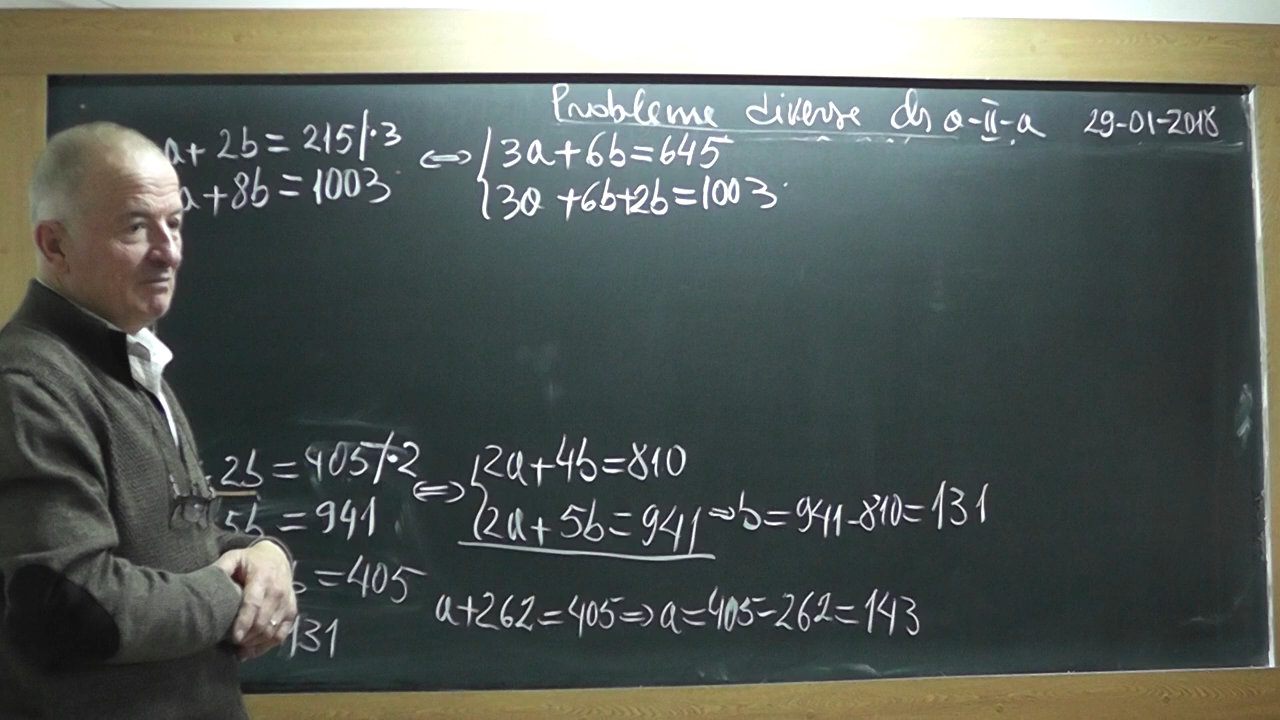 Probleme diverse cls a-II-a 29-01-2018
a+2b=215/·3 <=> { 3a+6b=645
a+8b=1003 { 3a+6b+2b=1003
2b=405/·2 <=> { 2a+4b=810
5b=941 { 2a+5b=941 => b=941-810=131
b=405
a+262=405=>a=405-262=143
131